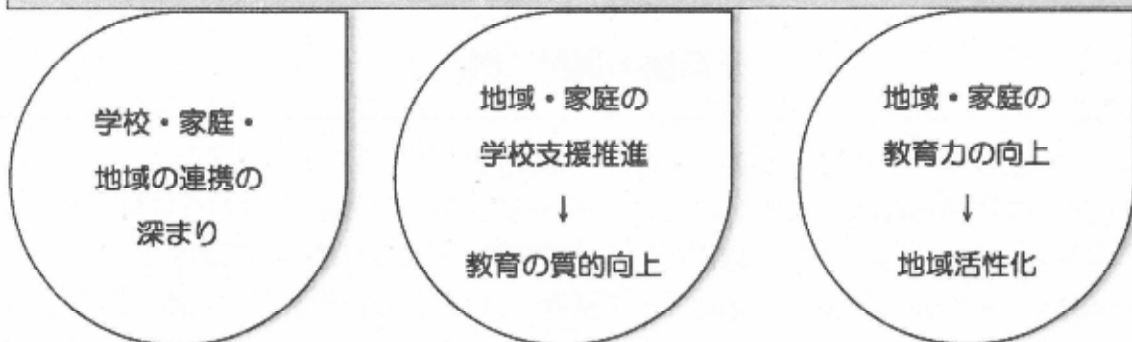 学校・家庭・
地域の連携の
深まり
地域・家庭の
学校支援推進
↓
教育の質的向上
地域・家庭の
教育力の向上
↓
地域活性化